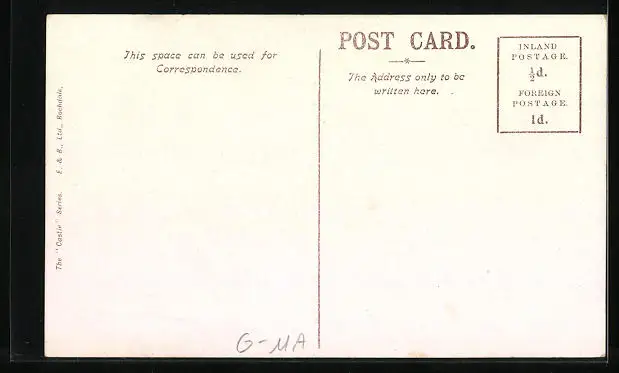 This space can be used for
Correspondence.
POST CARD.
The Address only to be
written here.
INLAND
POSTAGE.
½d.
FOREIGN
POSTAGE.
1d.
The "Castle" Series. E. & B., Ltd., Rochdale.
G-MA